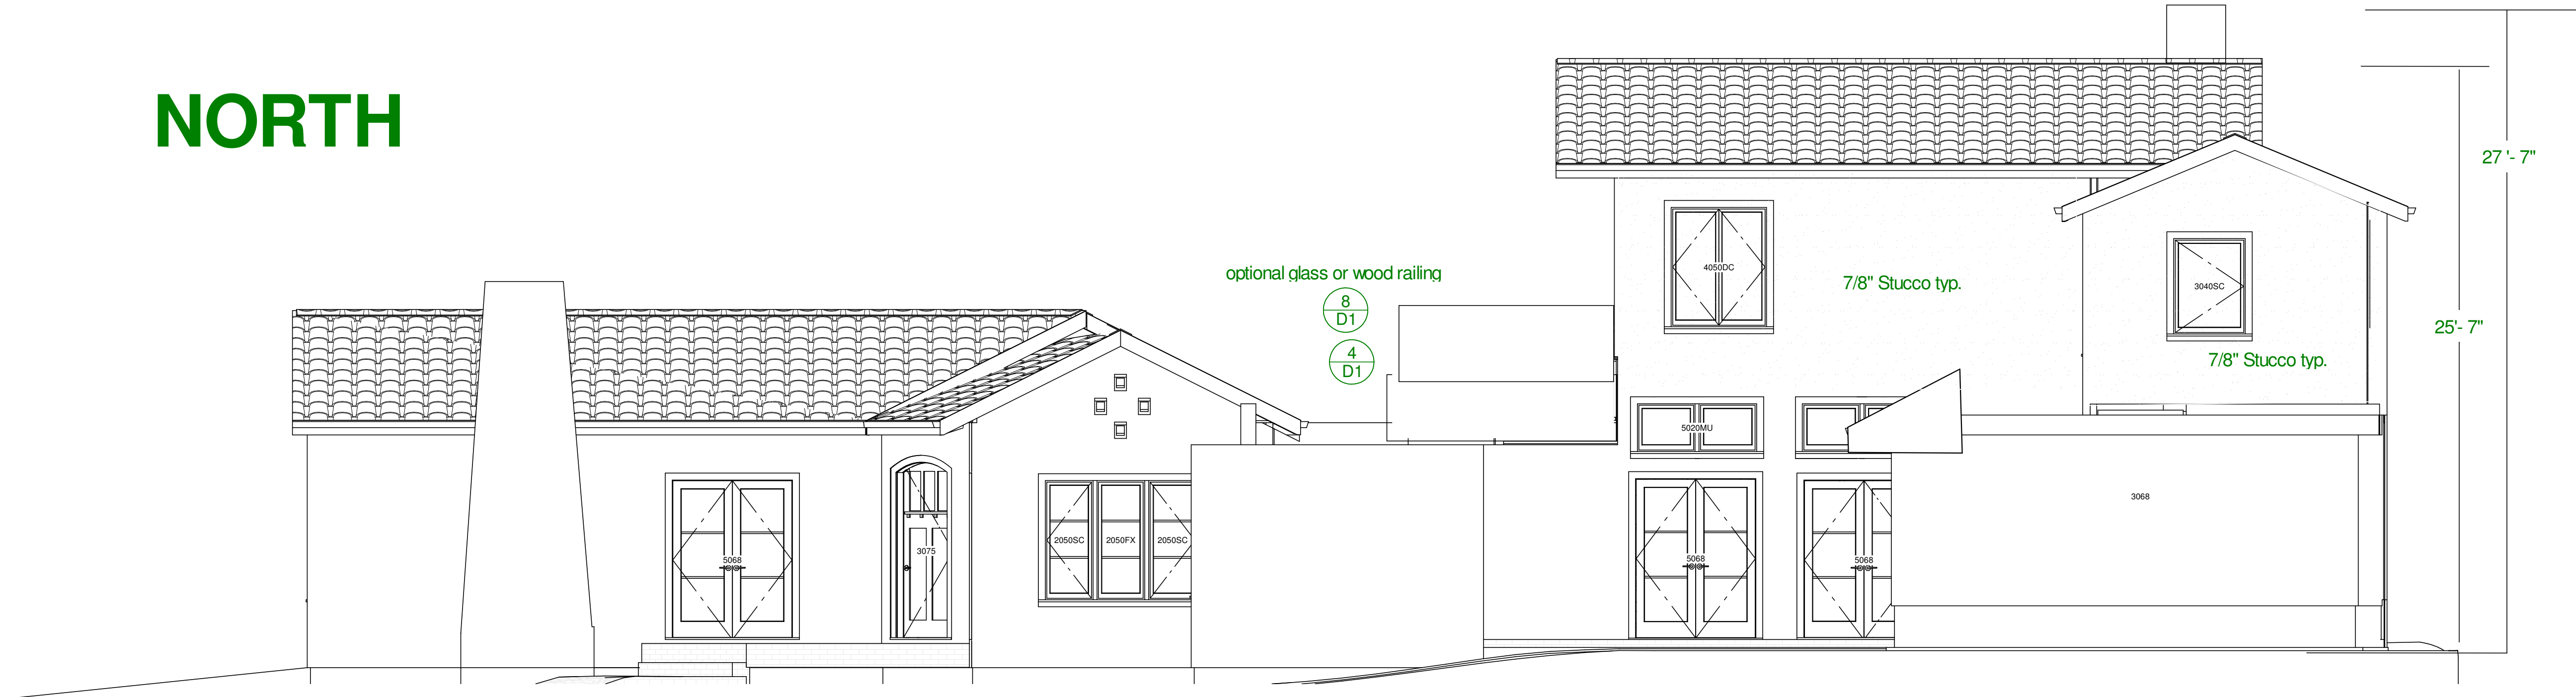 NORTH
27 '- 7"
optional glass or wood railing
4050DC
7/8" Stucco typ.
3040SC
8
D1
25'- 7"
4
D1
7/8" Stucco typ.
5020MU
3068
2050SC
2050FX
2050SC
3075
5068
5068
5068